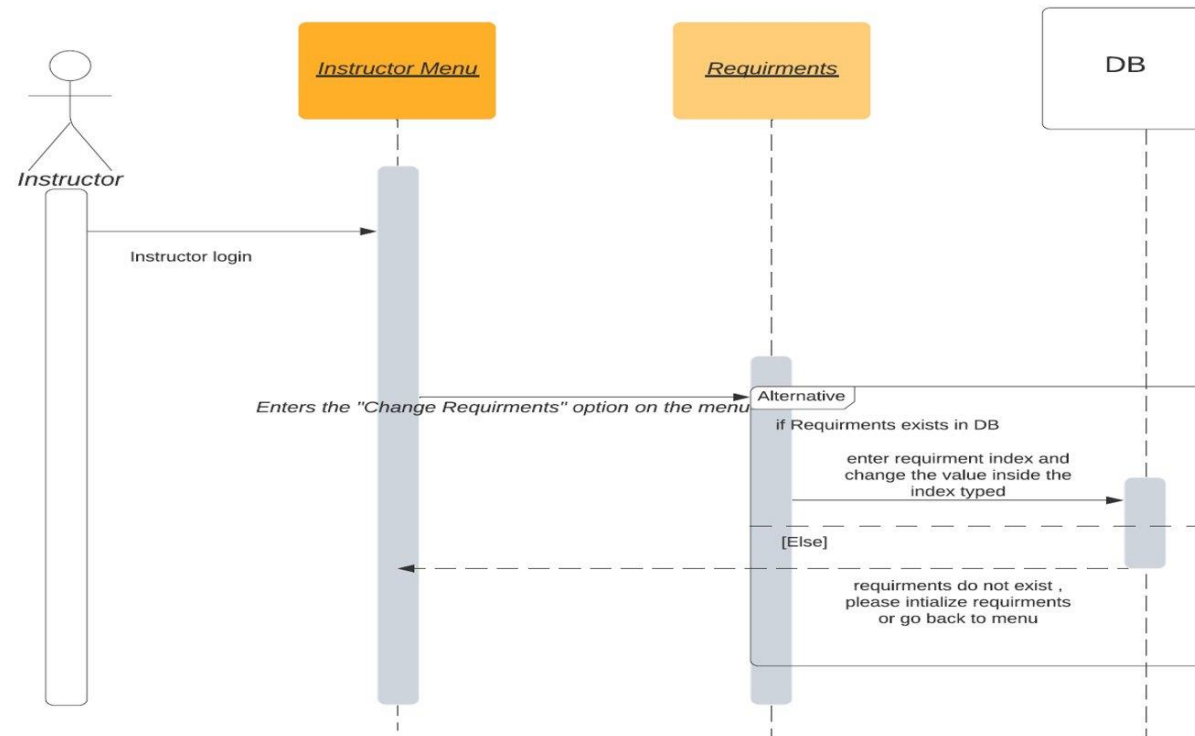 Instructor Menu
Requirments
DB
Instructor
Instructor login
Enters the "Change Requirments" option on the menu
Alternative
if Requirments exists in DB
enter requirment index and
change the value inside the
index typed
[Else]
requirments do not exist ,
please intialize requirments
or go back to menu